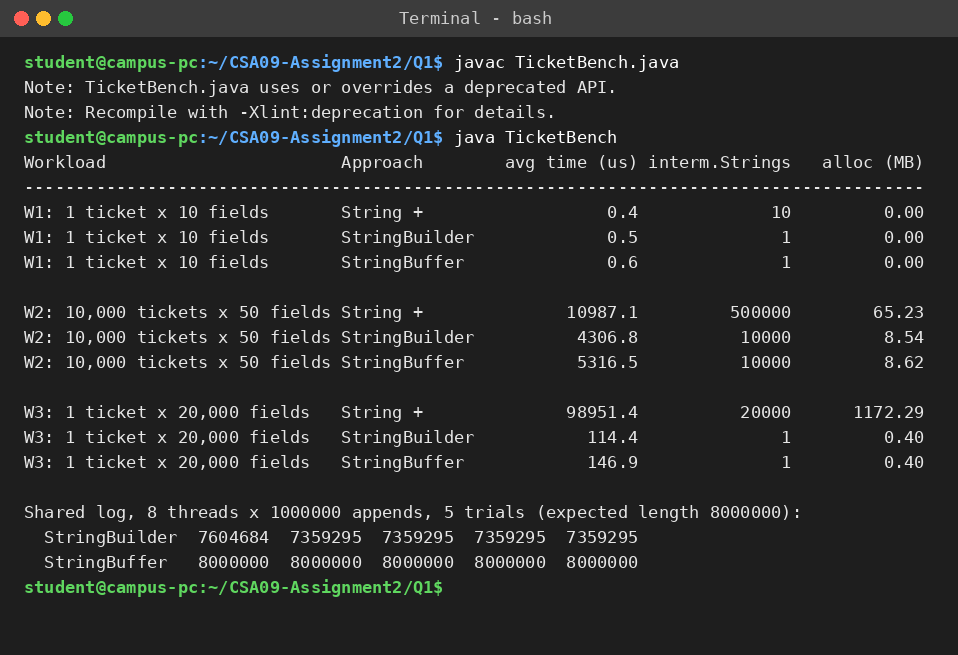 Terminal - bash
student@campus-pc:~/CSA09-Assignment2/Q1$ javac TicketBench.java
Note: TicketBench.java uses or overrides a deprecated API.
Note: Recompile with -Xlint:deprecation for details.
student@campus-pc:~/CSA09-Assignment2/Q1$ java TicketBench
Workload                       Approach        avg time (us) interm.Strings   alloc (MB)
----------------------------------------------------------------------------------------
W1: 1 ticket x 10 fields       String +                  0.4             10         0.00
W1: 1 ticket x 10 fields       StringBuilder             0.5              1         0.00
W1: 1 ticket x 10 fields       StringBuffer              0.6              1         0.00

W2: 10,000 tickets x 50 fields String +              10987.1         500000        65.23
W2: 10,000 tickets x 50 fields StringBuilder          4306.8          10000         8.54
W2: 10,000 tickets x 50 fields StringBuffer           5316.5          10000         8.62

W3: 1 ticket x 20,000 fields   String +              98951.4          20000      1172.29
W3: 1 ticket x 20,000 fields   StringBuilder           114.4              1         0.40
W3: 1 ticket x 20,000 fields   StringBuffer            146.9              1         0.40

Shared log, 8 threads x 1000000 appends, 5 trials (expected length 8000000):
  StringBuilder  7604684  7359295  7359295  7359295  7359295
  StringBuffer   8000000  8000000  8000000  8000000  8000000
student@campus-pc:~/CSA09-Assignment2/Q1$